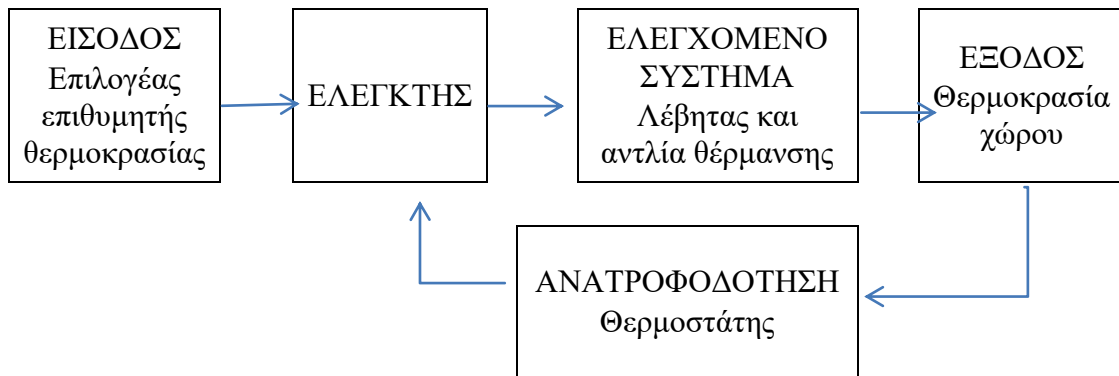 ΕΙΣΟΔΟΣ
Επιλογέας
επιθυμητής
θερμοκρασίας
ΕΛΕΓΚΤΗΣ
ΕΛΕΓΧΟΜΕΝΟ
ΣΥΣΤΗΜΑ
Λέβητας και
αντλία θέρμανσης
ΕΞΟΔΟΣ
Θερμοκρασία
χώρου
ΑΝΑΤΡΟΦΟΔΟΤΗΣΗ
Θερμοστάτης